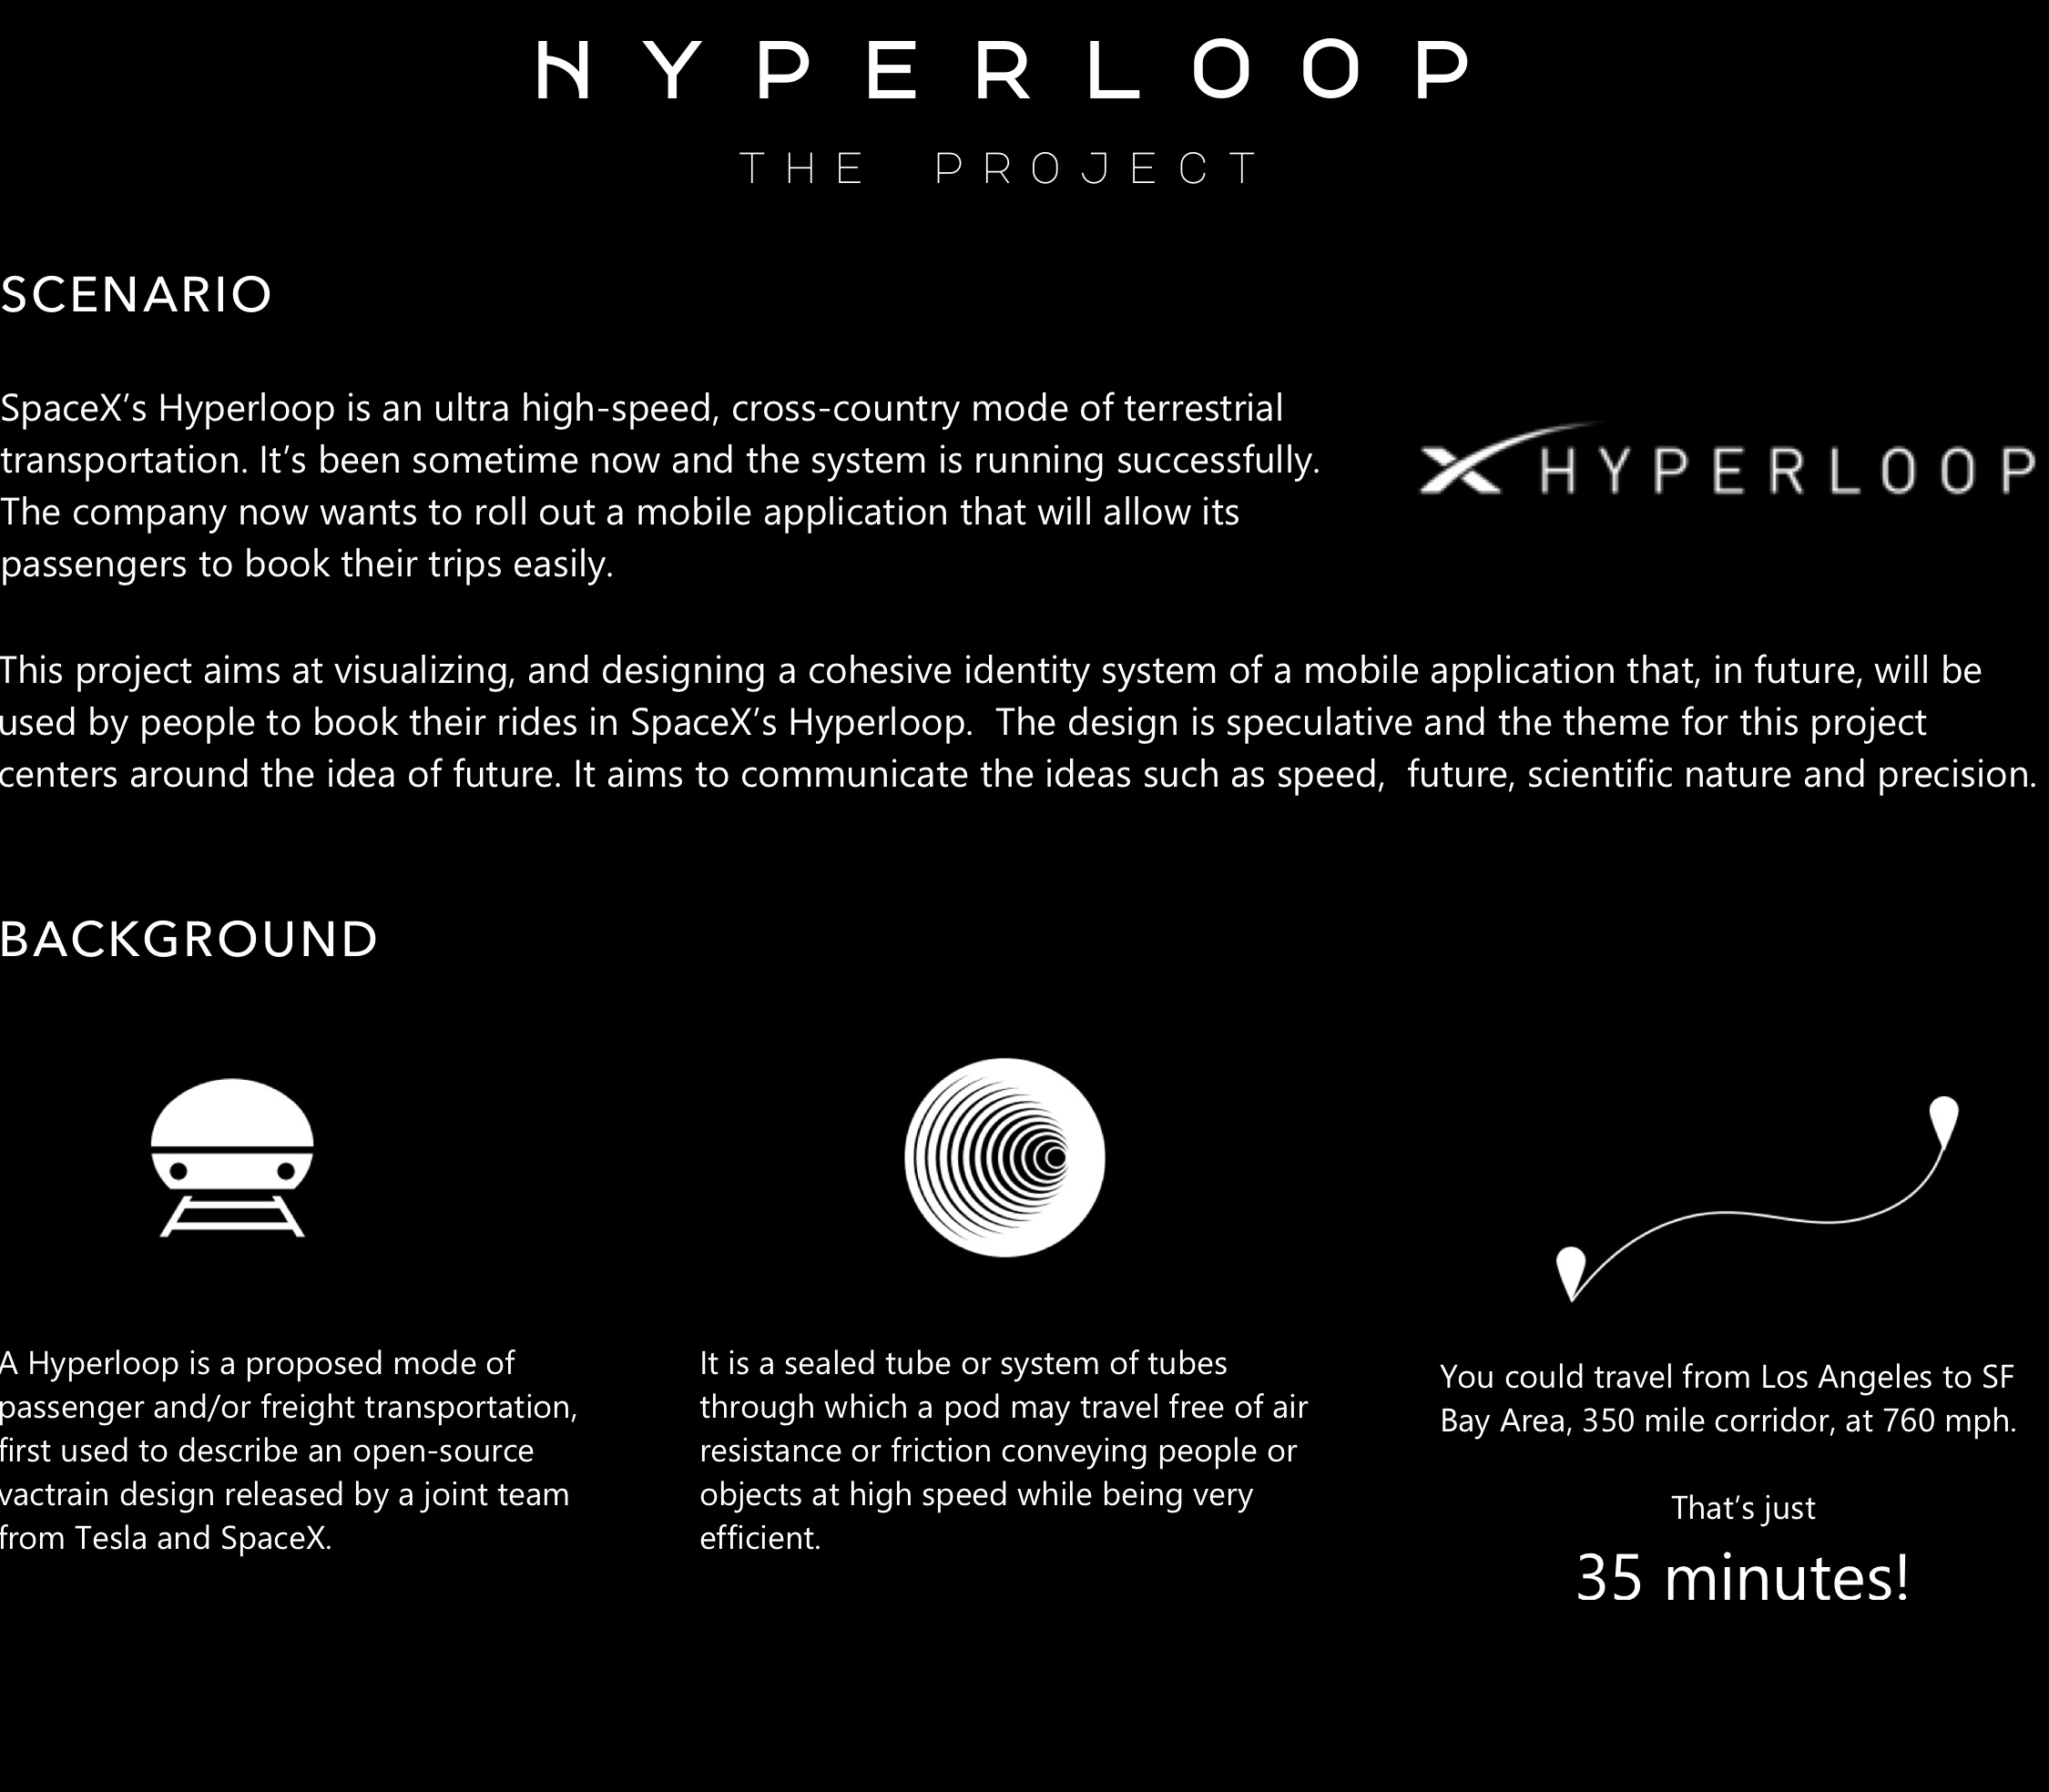 HYPERLOOP
THE PROJECT
SCENARIO
SpaceX’s Hyperloop is an ultra high-speed, cross-country mode of terrestrial
transportation. It’s been sometime now and the system is running successfully.
The company now wants to roll out a mobile application that will allow its
passengers to book their trips easily.
HYPERLOOP
This project aims at visualizing, and designing a cohesive identity system of a mobile application that, in future, will be
used by people to book their rides in SpaceX’s Hyperloop.  The design is speculative and the theme for this project
centers around the idea of future. It aims to communicate the ideas such as speed,  future, scientific nature and precision.
BACKGROUND
A Hyperloop is a proposed mode of
passenger and/or freight transportation,
first used to describe an open-source
vactrain design released by a joint team
from Tesla and SpaceX.
It is a sealed tube or system of tubes
through which a pod may travel free of air
resistance or friction conveying people or
objects at high speed while being very
efficient.
You could travel from Los Angeles to SF
Bay Area, 350 mile corridor, at 760 mph.
That’s just
35 minutes!